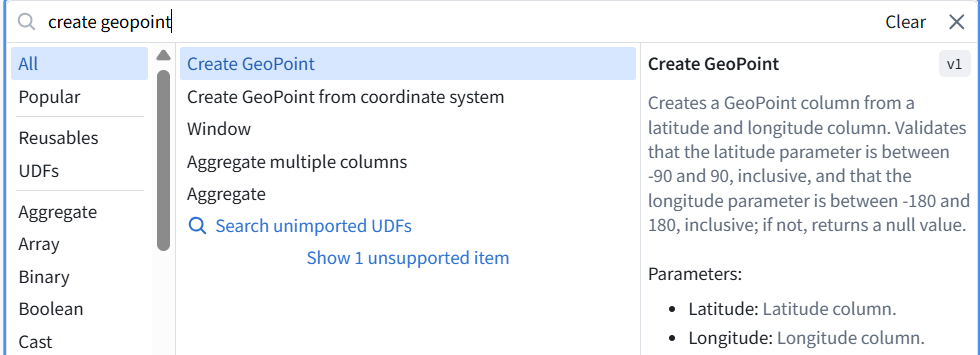 create geopoint
Clear
All
Popular
Reusables
UDFs
Aggregate
Array
Binary
Boolean
Cast
Create GeoPoint
Create GeoPoint from coordinate system
Window
Aggregate multiple columns
Aggregate
Search unimported UDFs
Show 1 unsupported item
Create GeoPoint
v1
Creates a GeoPoint column from a
latitude and longitude column. Validates
that the latitude parameter is between
-90 and 90, inclusive, and that the
longitude parameter is between -180 and
180, inclusive; if not, returns a null value.
Parameters:
• Latitude: Latitude column.
• Longitude: Longitude column.